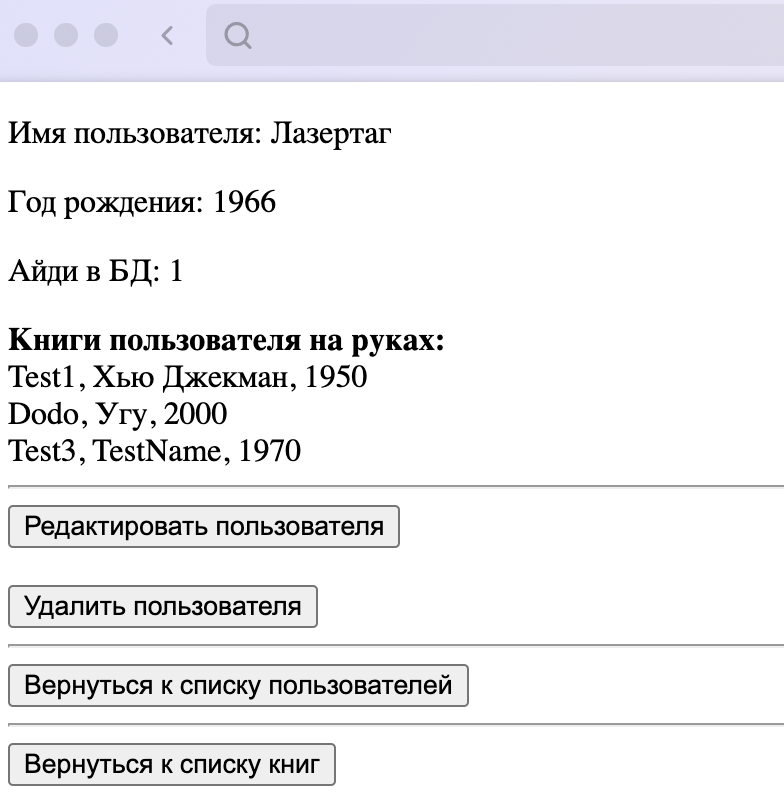 Имя пользователя: Лазертаг
Год рождения: 1966
Айди в БД: 1
Книги пользователя на руках:
Test1, Хью Джекман, 1950
Dodo, Угу, 2000
Test3, TestName, 1970
Редактировать пользователя
Удалить пользователя
Вернуться к списку пользователей
Вернуться к списку книг